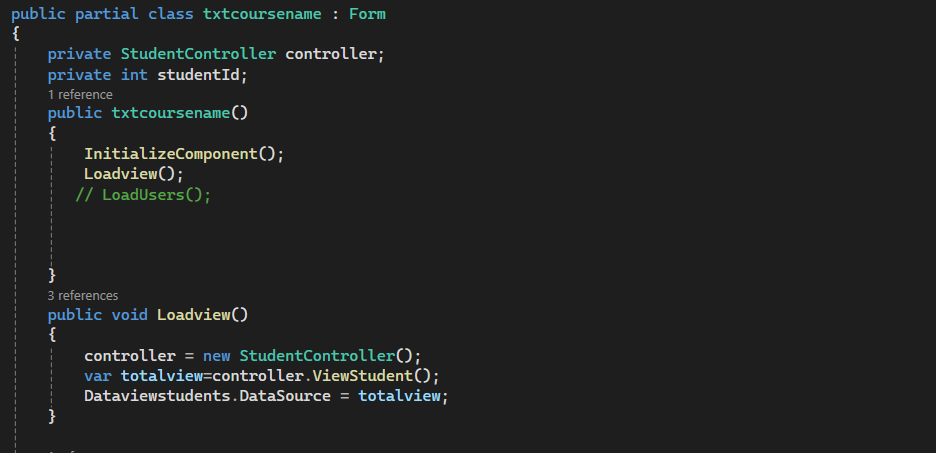 public partial class txtcoursename : Form
{
private StudentController controller;
private int studentId;
1 reference
public txtcoursename()
{
InitializeComponent();
Loadview();
// LoadUsers();
}
3 references
public void Loadview()
{
controller = new StudentController();
var totalview=controller.ViewStudent();
Dataviewstudents.DataSource = totalview;
}